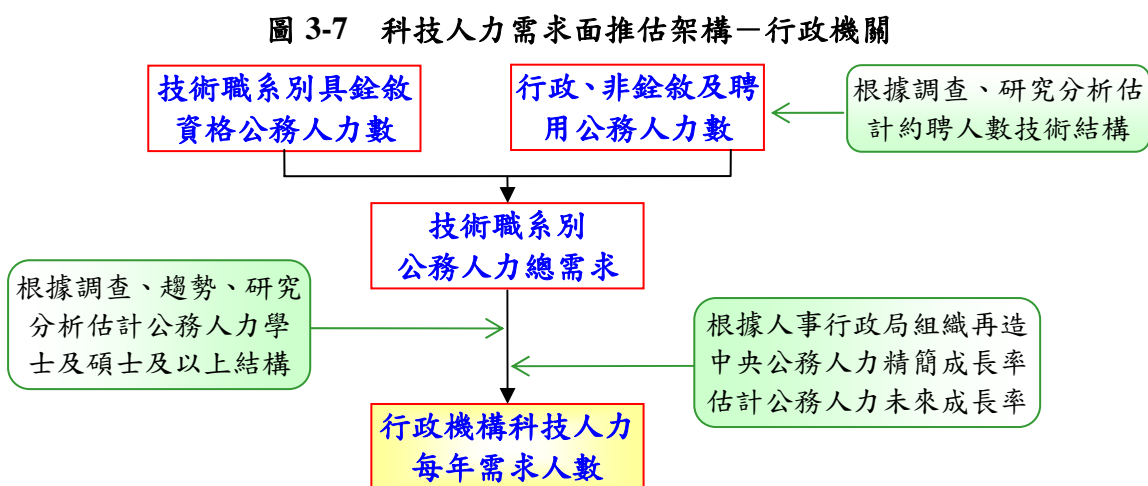 圖 3-7 科技人力需求面推估架構－行政機關
技術職系別具銓敘
資格公務人力數
行政、非銓敘及聘
用公務人力數
根據調查、研究分析估
計約聘人數技術結構
技術職系別
公務人力總需求
根據調查、趨勢、研究
分析估計公務人力學
士及碩士及以上結構
根據人事行政局組織再造
中央公務人力精簡成長率
估計公務人力未來成長率
行政機構科技人力
每年需求人數